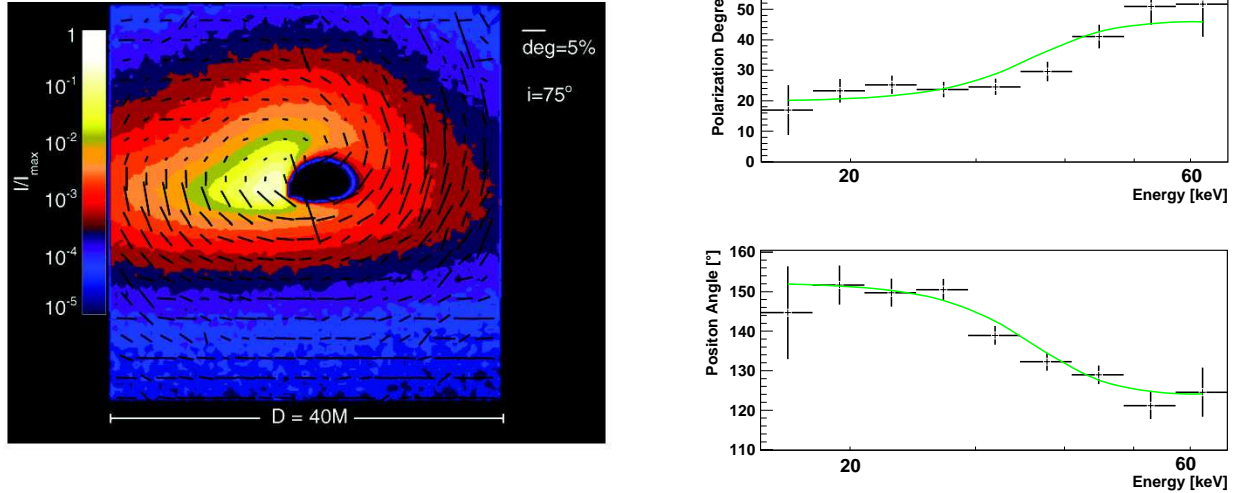 1
10-1
10-2
10-3
10-4
10-5
I/Imax
deg=5%
i=75°
D = 40M
Polarization Degree
50
40
30
20
10
0
20
60
Energy [keV]
Positon Angle [°]
160
150
140
130
120
110
20
60
Energy [keV]